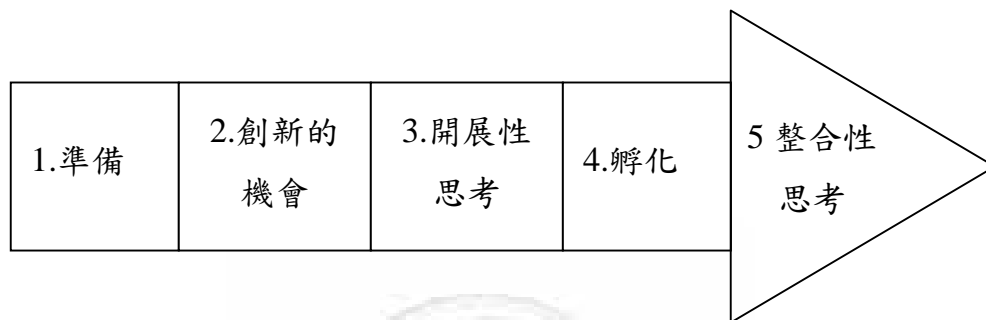 1.準備
2.創新的
機會
3.開展性
思考
4.孵化
5 整合性
思考